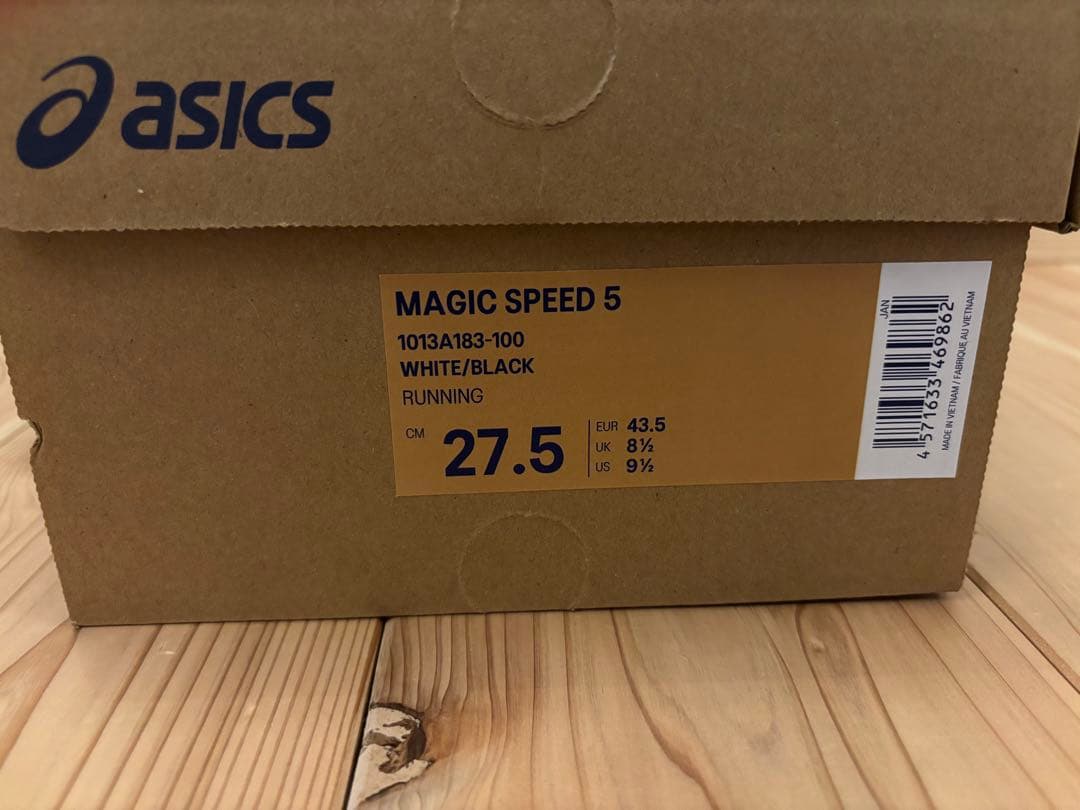 asics
MAGIC SPEED 5
1013A183-100
WHITE/BLACK
RUNNING
CM 27.5
EUR 43.5
UK 8½
US 9½
JAN
4 571633 469862
MADE IN VIETNAM / FABRIQUE AU VIETNAM